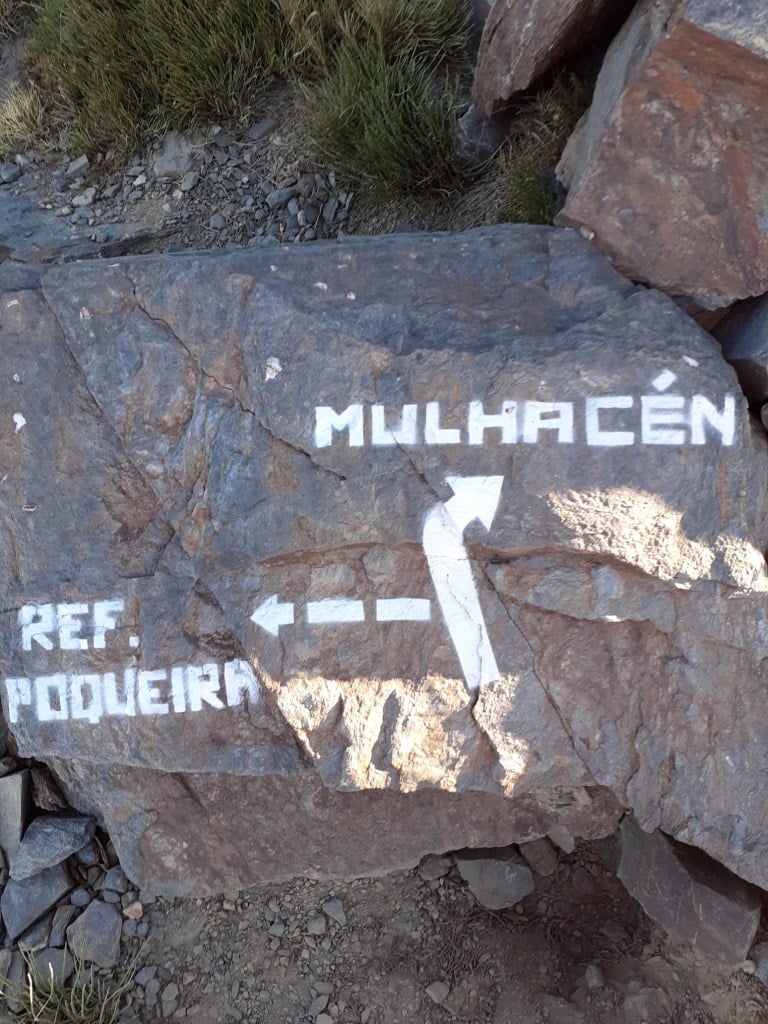 MULHACÉN
REF.
POQUEIRA